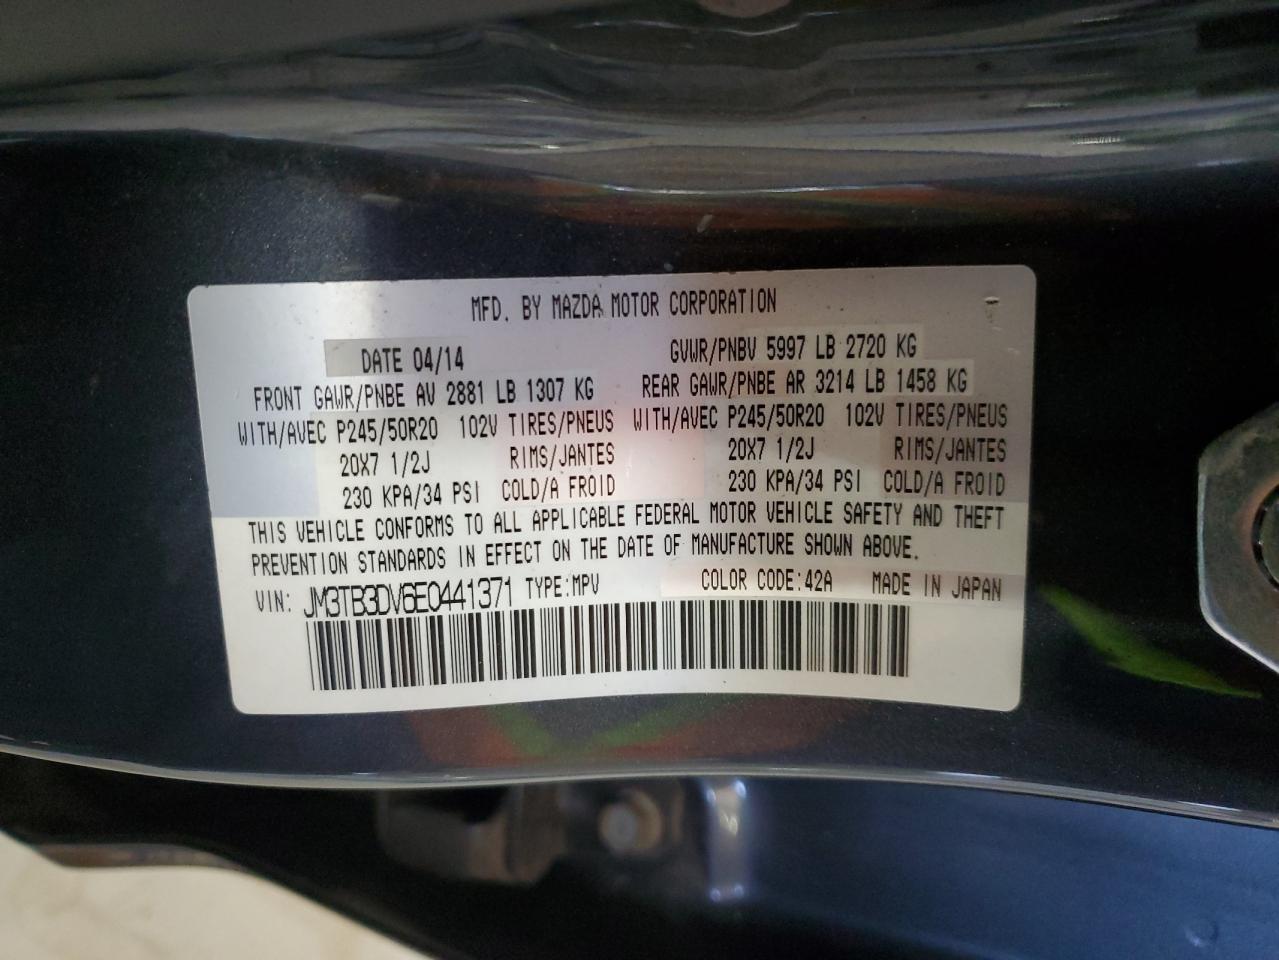 MFD. BY MAZDA MOTOR CORPORATION
DATE 04/14 GVWR/PNBV 5997 LB 2720 KG
FRONT GAWR/PNBE AV 2881 LB 1307 KG REAR GAWR/PNBE AR 3214 LB 1458 KG
WITH/AVEC P245/50R20 102V TIRES/PNEUS WITH/AVEC P245/50R20 102V TIRES/PNEUS
20X7 1/2J RIMS/JANTES 20X7 1/2J RIMS/JANTES
230 KPA/34 PSI COLD/A FROID 230 KPA/34 PSI COLD/A FROID
THIS VEHICLE CONFORMS TO ALL APPLICABLE FEDERAL MOTOR VEHICLE SAFETY AND THEFT
PREVENTION STANDARDS IN EFFECT ON THE DATE OF MANUFACTURE SHOWN ABOVE.
VIN: JM3TB3DV6E0441371 TYPE:MPV COLOR CODE:42A MADE IN JAPAN